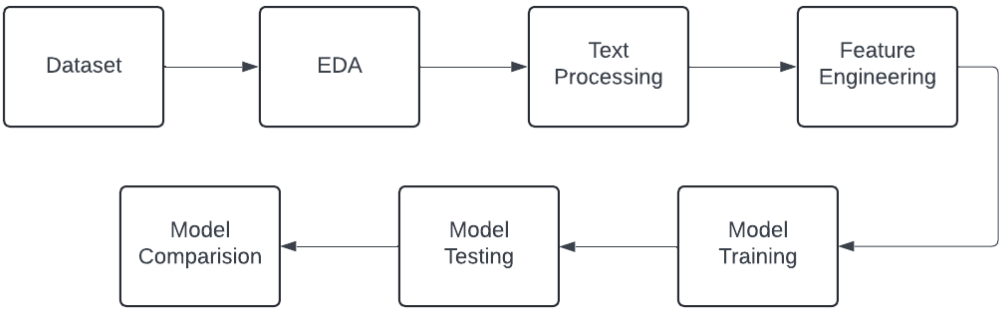 Dataset
EDA
Text
Processing
Feature
Engineering
Model
Training
Model
Testing
Model
Comparision